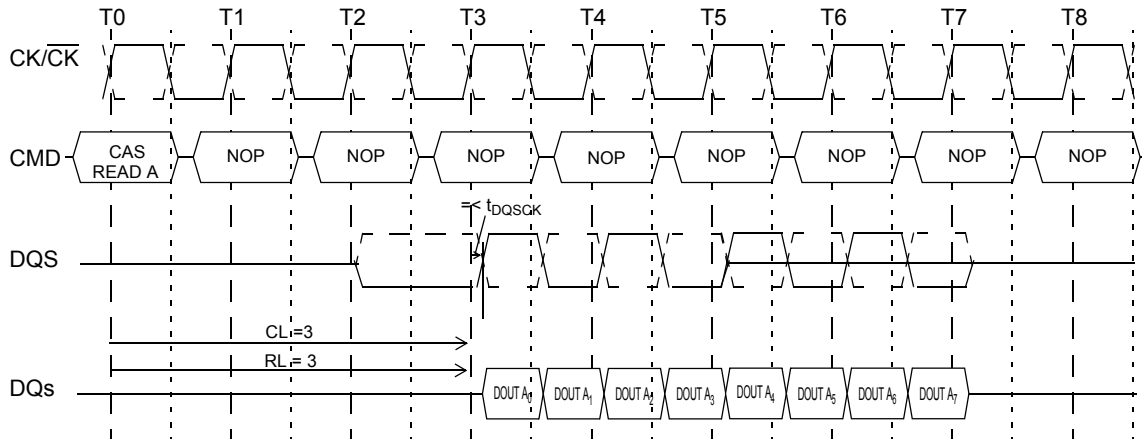 T0 T1 T2 T3 T4 T5 T6 T7 T8
CK/CK
CMD CAS READ A NOP NOP NOP NOP NOP NOP NOP NOP
=< tDQSCK
DQS
CL =3
RL = 3
DQs DOUT A0 DOUT A1 DOUT A2 DOUT A3 DOUT A4 DOUT A5 DOUT A6 DOUT A7